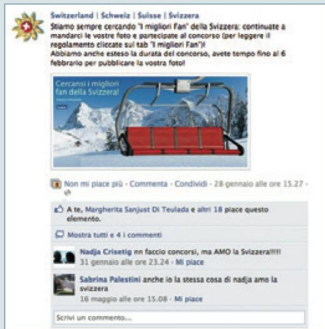 Switzerland | Schweiz | Suisse | Svizzera
Stiamo sempre cercando "I migliori Fan" della Svizzera: continuate a
mandarci le vostre foto e partecipate al concorso (per leggere il
regolamento cliccate sul tab "I migliori Fan")!
Abbiamo anche esteso la durata del concorso, avete tempo fino al 6
febbrario per pubblicare la vostra foto!
Cercansi i migliori
fan della Svizzera!
Non mi piace più · Commenta · Condividi · 28 gennaio alle ore 15.27 ·
A te, Margherita Sanjust Di Teulada e altri 18 piace questo
elemento.
Mostra tutti e 4 i commenti
Nadja Crisetig nn faccio concorsi, ma AMO la Svizzera!!!!!
31 gennaio alle ore 23.24 · Mi piace
Sabrina Palestini anche io la stessa cosa di nadja amo la
svizzera
16 maggio alle ore 15.08 · Mi piace
Scrivi un commento...